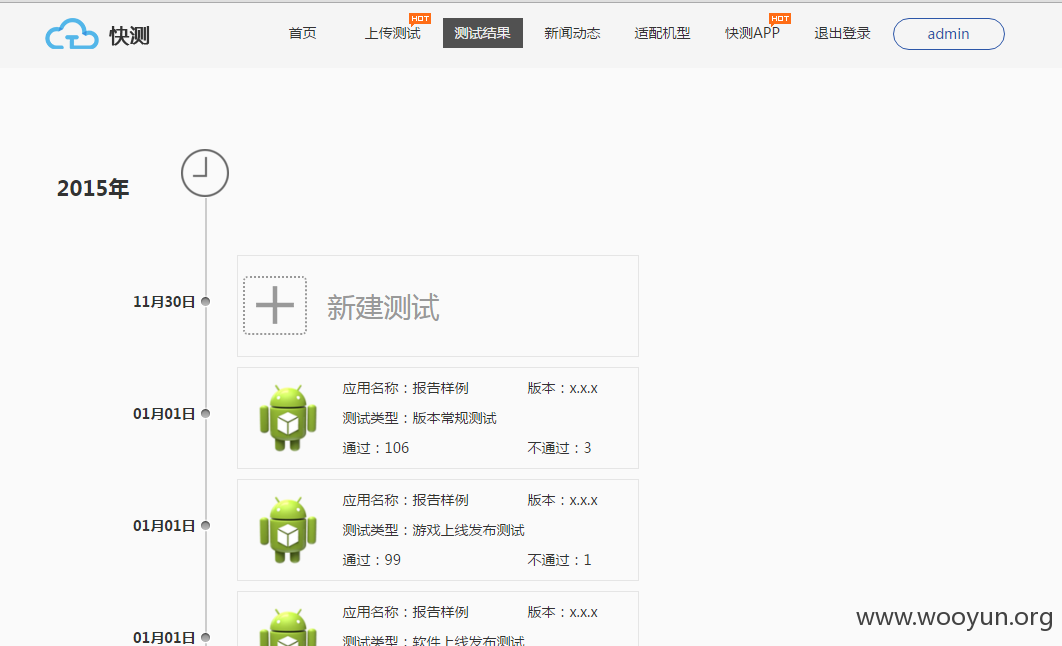 快测
首页
上传测试
HOT
测试结果
新闻动态
适配机型
快测APP
HOT
退出登录
admin
2015年
11月30日
新建测试
01月01日
应用名称：报告样例 版本：x.x.x
测试类型：版本常规测试
通过：106 不通过：3
01月01日
应用名称：报告样例 版本：x.x.x
测试类型：游戏上线发布测试
通过：99 不通过：1
01月01日
应用名称：报告样例 版本：x.x.x
测试类型：软件上线发布测试
www.wooyun.org